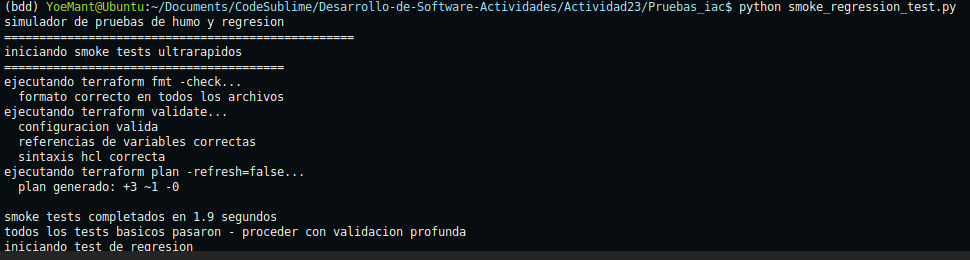 (bdd) YoeMant@Ubuntu:~/Documents/CodeSublime/Desarrollo-de-Software-Actividades/Actividad23/Pruebas_iac$ python smoke_regression_test.py
simulador de pruebas de humo y regresion
==================================================
iniciando smoke tests ultrarapidos
========================================
ejecutando terraform fmt -check...
  formato correcto en todos los archivos
ejecutando terraform validate...
  configuracion valida
  referencias de variables correctas
  sintaxis hcl correcta
ejecutando terraform plan -refresh=false...
  plan generado: +3 ~1 -0

smoke tests completados en 1.9 segundos
todos los tests basicos pasaron - proceder con validacion profunda
iniciando test de regresion